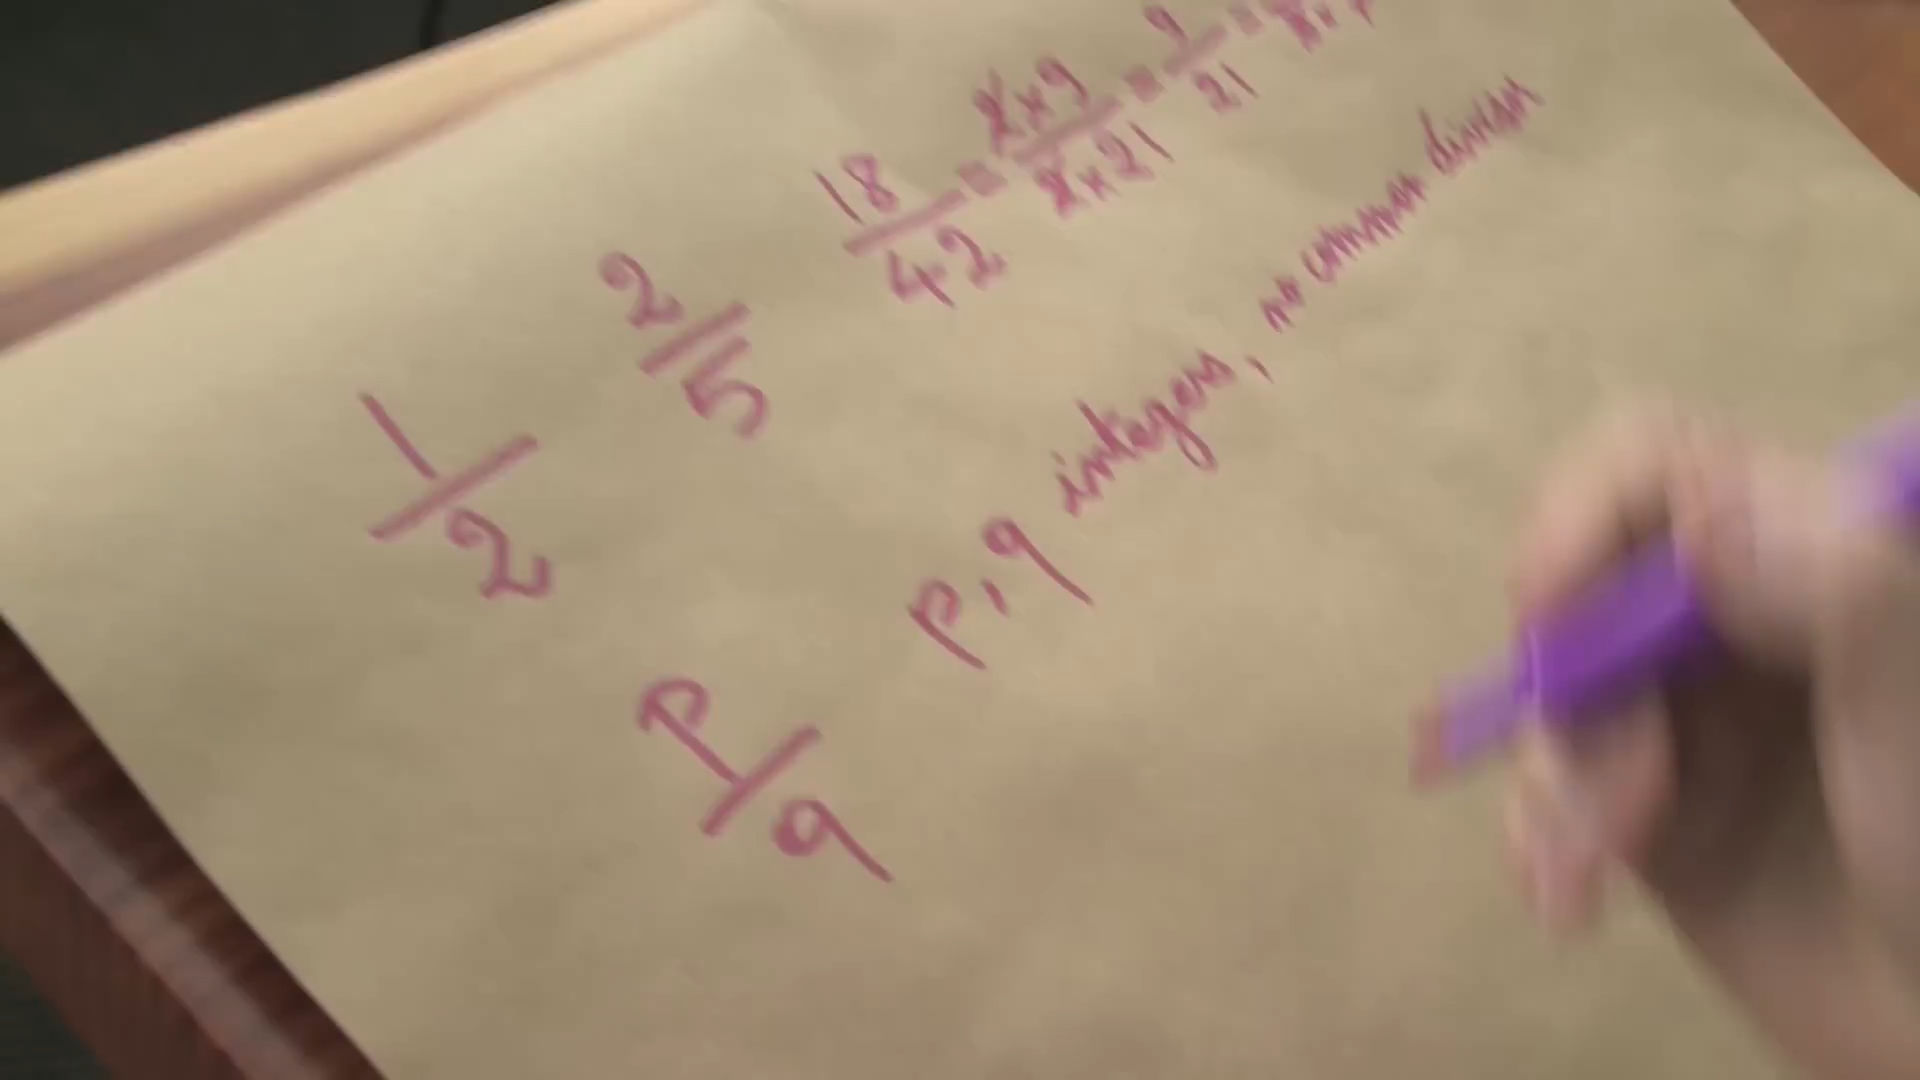 1/2 2/5 18/42 = 2×9/2×21 = 9/21 =
p/q p, q integers, no common divisor